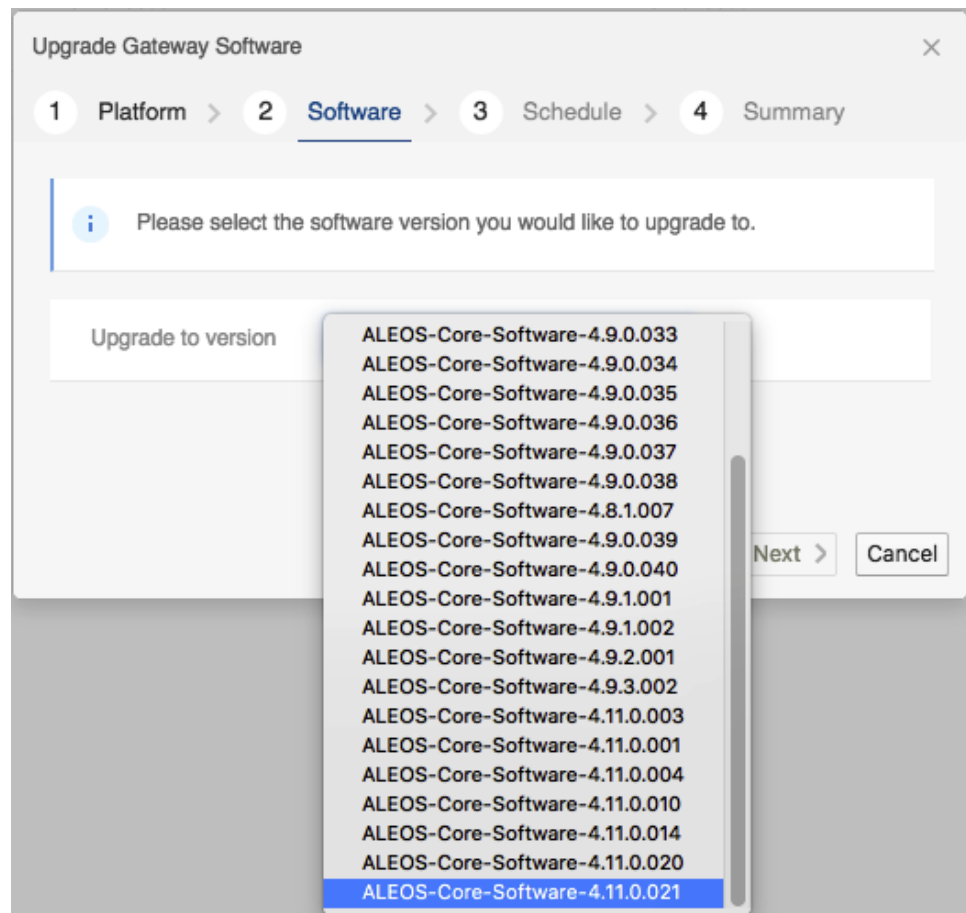 Upgrade Gateway Software
1 Platform > 2 Software > 3 Schedule > 4 Summary
i Please select the software version you would like to upgrade to.
Upgrade to version
ALEOS-Core-Software-4.9.0.033
ALEOS-Core-Software-4.9.0.034
ALEOS-Core-Software-4.9.0.035
ALEOS-Core-Software-4.9.0.036
ALEOS-Core-Software-4.9.0.037
ALEOS-Core-Software-4.9.0.038
ALEOS-Core-Software-4.8.1.007
ALEOS-Core-Software-4.9.0.039
ALEOS-Core-Software-4.9.0.040
ALEOS-Core-Software-4.9.1.001
ALEOS-Core-Software-4.9.1.002
ALEOS-Core-Software-4.9.2.001
ALEOS-Core-Software-4.9.3.002
ALEOS-Core-Software-4.11.0.003
ALEOS-Core-Software-4.11.0.001
ALEOS-Core-Software-4.11.0.004
ALEOS-Core-Software-4.11.0.010
ALEOS-Core-Software-4.11.0.014
ALEOS-Core-Software-4.11.0.020
ALEOS-Core-Software-4.11.0.021
Next > Cancel